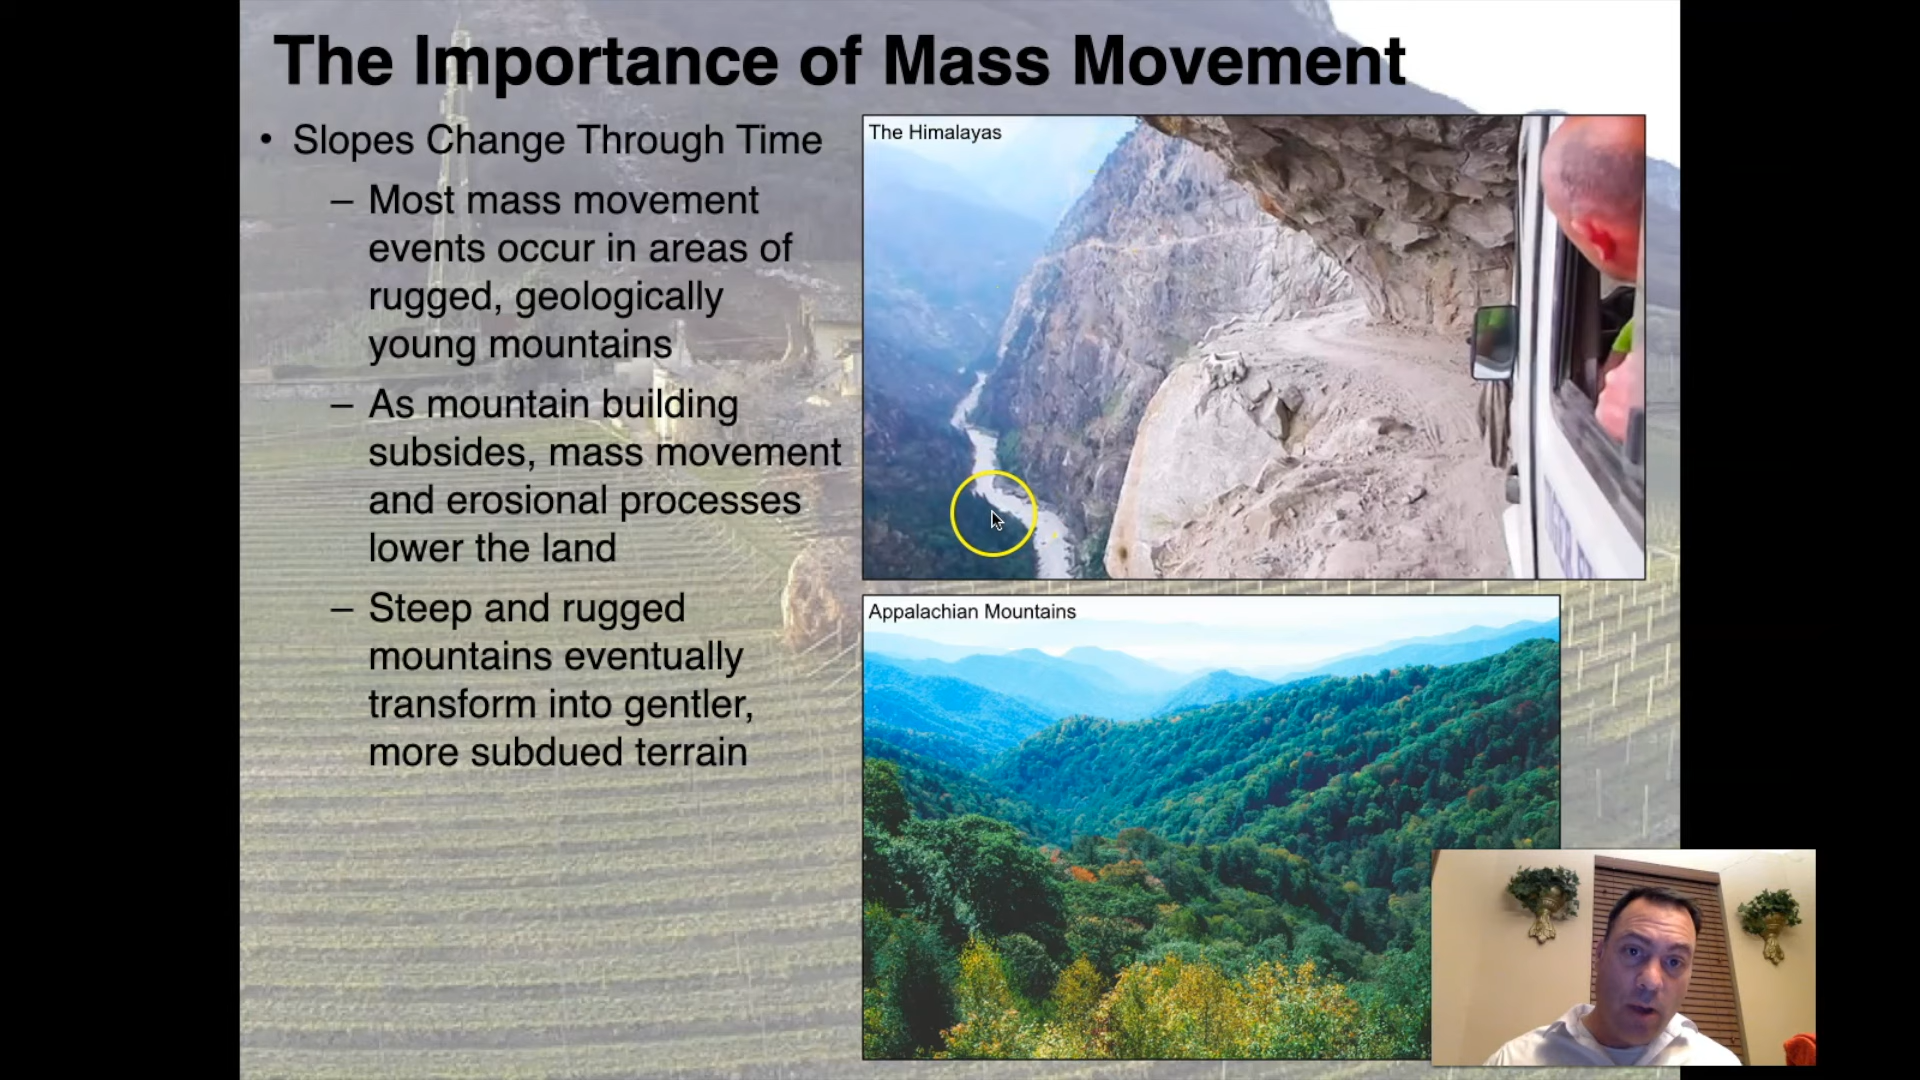 The Importance of Mass Movement
• Slopes Change Through Time
– Most mass movement
events occur in areas of
rugged, geologically
young mountains
– As mountain building
subsides, mass movement
and erosional processes
lower the land
– Steep and rugged
mountains eventually
transform into gentler,
more subdued terrain
The Himalayas
Appalachian Mountains